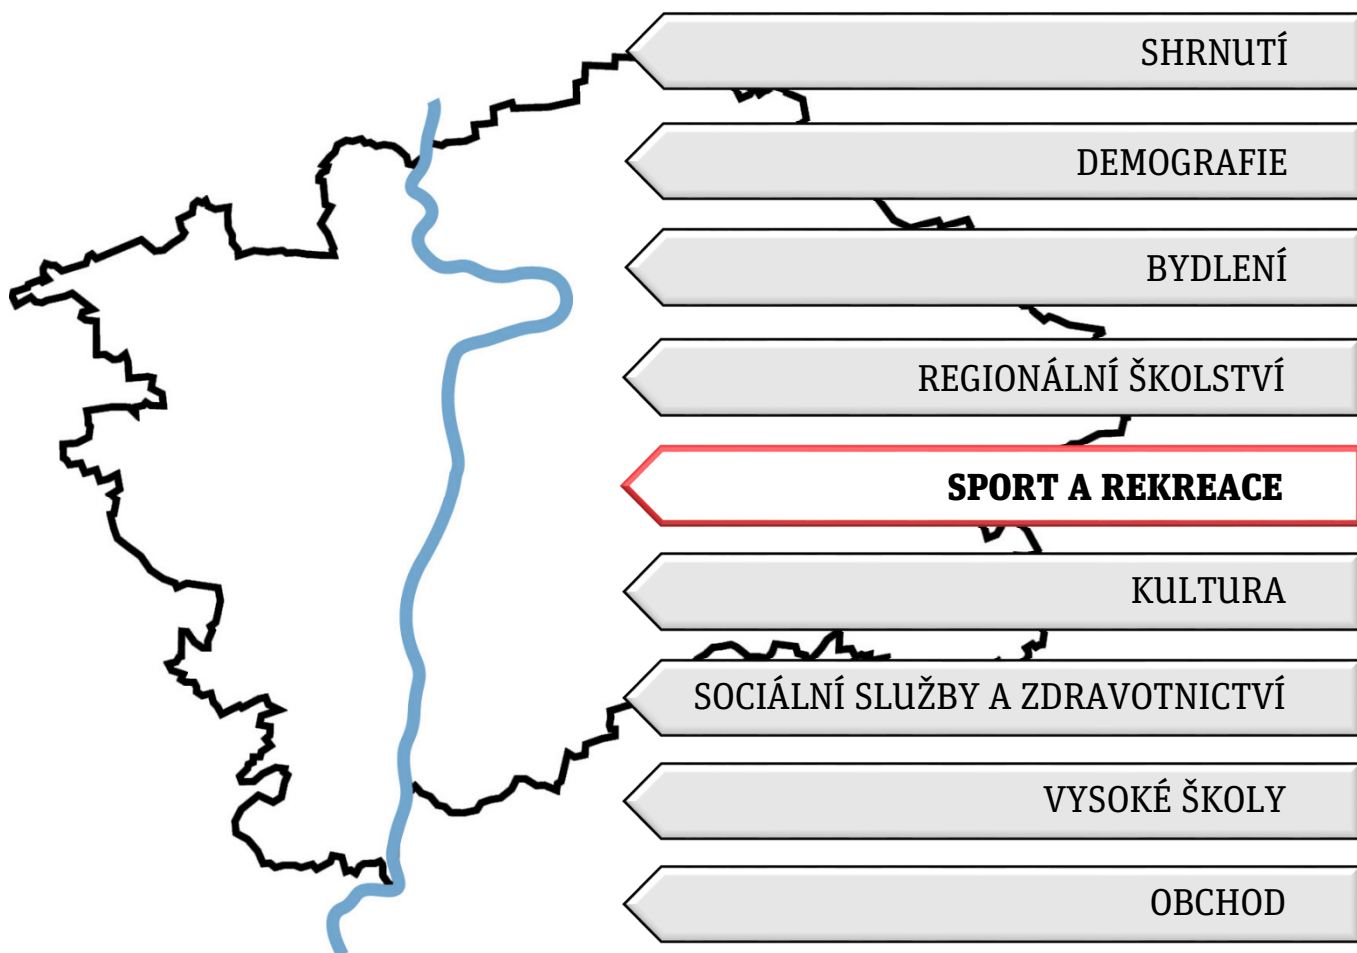 SHRNUTÍ
DEMOGRAFIE
BYDLENÍ
REGIONÁLNÍ ŠKOLSTVÍ
SPORT A REKREACE
KULTURA
SOCIÁLNÍ SLUŽBY A ZDRAVOTNICTVÍ
VYSOKÉ ŠKOLY
OBCHOD